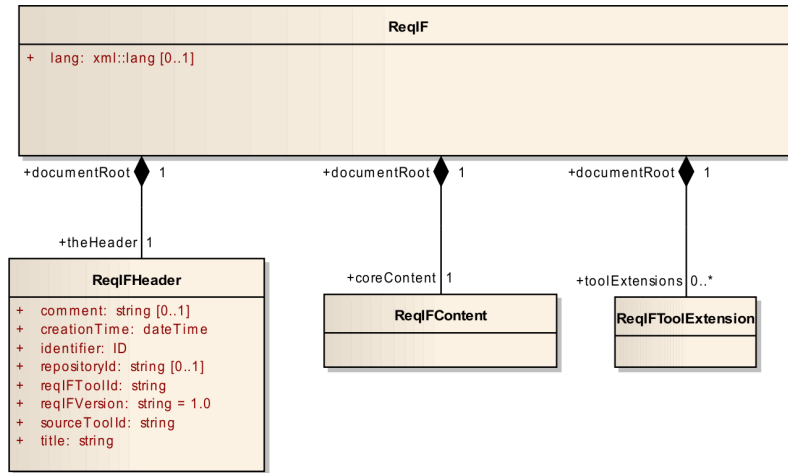 ReqIF
+ lang: xml::lang [0..1]
+documentRoot 1
+documentRoot 1
+documentRoot 1
+theHeader 1
+coreContent 1
+toolExtensions 0..*
ReqIFHeader
+ comment: string [0..1]
+ creationTime: dateTime
+ identifier: ID
+ repositoryId: string [0..1]
+ reqIFToolId: string
+ reqIFVersion: string = 1.0
+ sourceToolId: string
+ title: string
ReqIFContent
ReqIFToolExtension